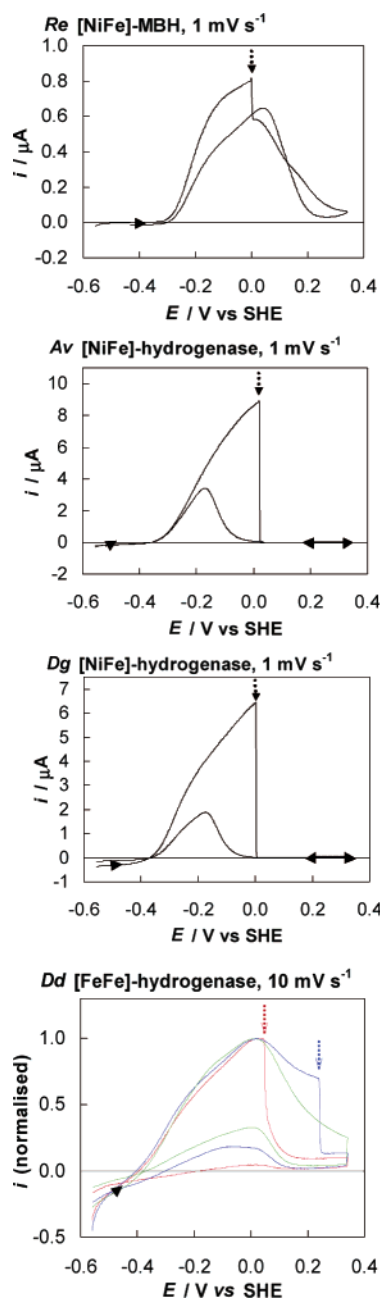 Re [NiFe]-MBH, 1 mV s⁻¹
1.0
0.8
0.6
0.4
0.2
0.0
0.2
i / μA
-0.6 -0.4 -0.2 0.0 0.2 0.4
E / V vs SHE
Av [NiFe]-hydrogenase, 1 mV s⁻¹
10
8
6
4
2
0
-2
i / μA
-0.6 -0.4 -0.2 0.0 0.2 0.4
E / V vs SHE
Dg [NiFe]-hydrogenase, 1 mV s⁻¹
7
6
5
4
3
2
1
0
-1
i / μA
-0.6 -0.4 -0.2 0.0 0.2 0.4
E / V vs SHE
Dd [FeFe]-hydrogenase, 10 mV s⁻¹
1.0
0.5
0.0
-0.5
i (normalised)
-0.6 -0.4 -0.2 0.0 0.2 0.4
E / V vs SHE